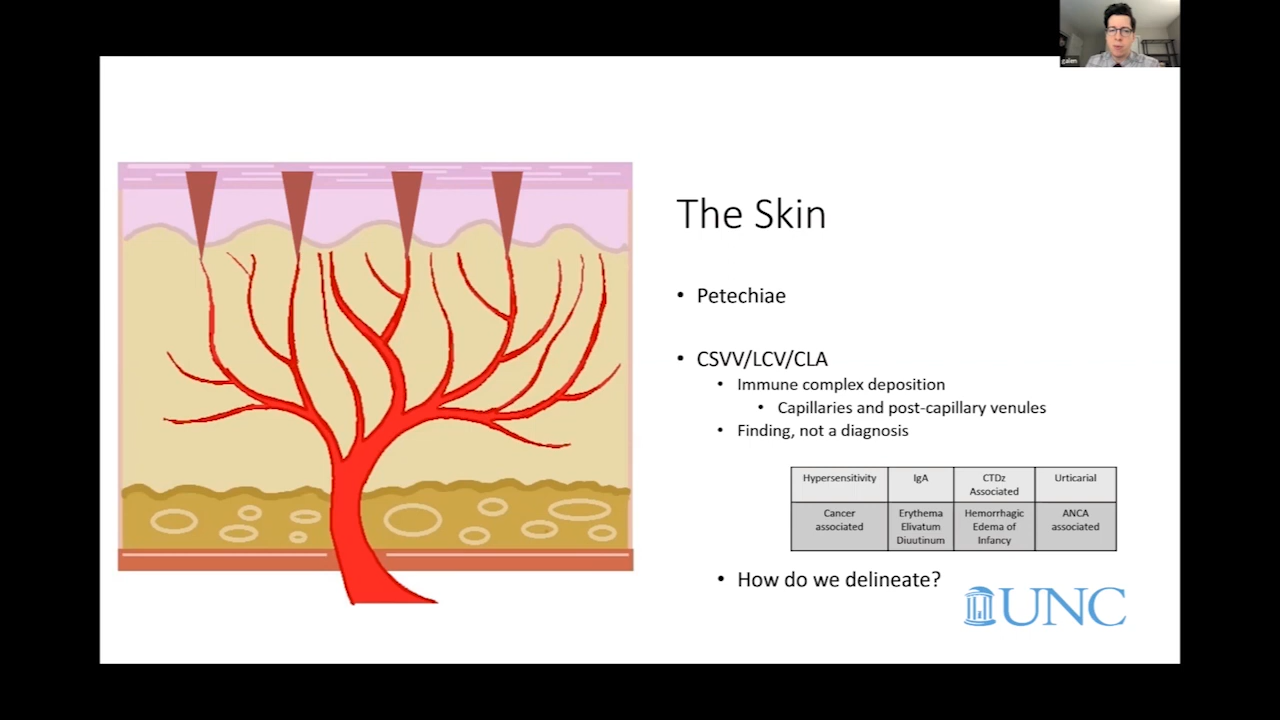 galen
The Skin
• Petechiae
• CSVV/LCV/CLA
• Immune complex deposition
• Capillaries and post-capillary venules
• Finding, not a diagnosis
Hypersensitivity IgA CTDz Urticarial
Associated
Cancer Erythema Hemorrhagic ANCA
associated Elivatum Edema of associated
Diuutinum Infancy
• How do we delineate?
UNC